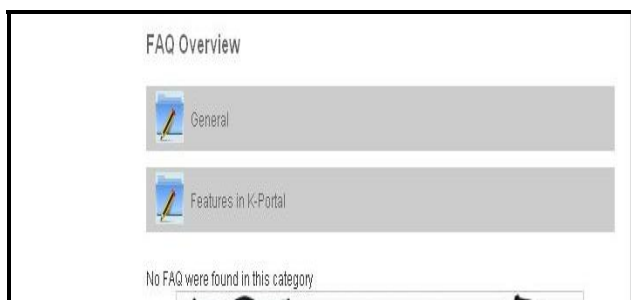 FAQ Overview
General
Features in K-Portal
No FAQ were found in this category